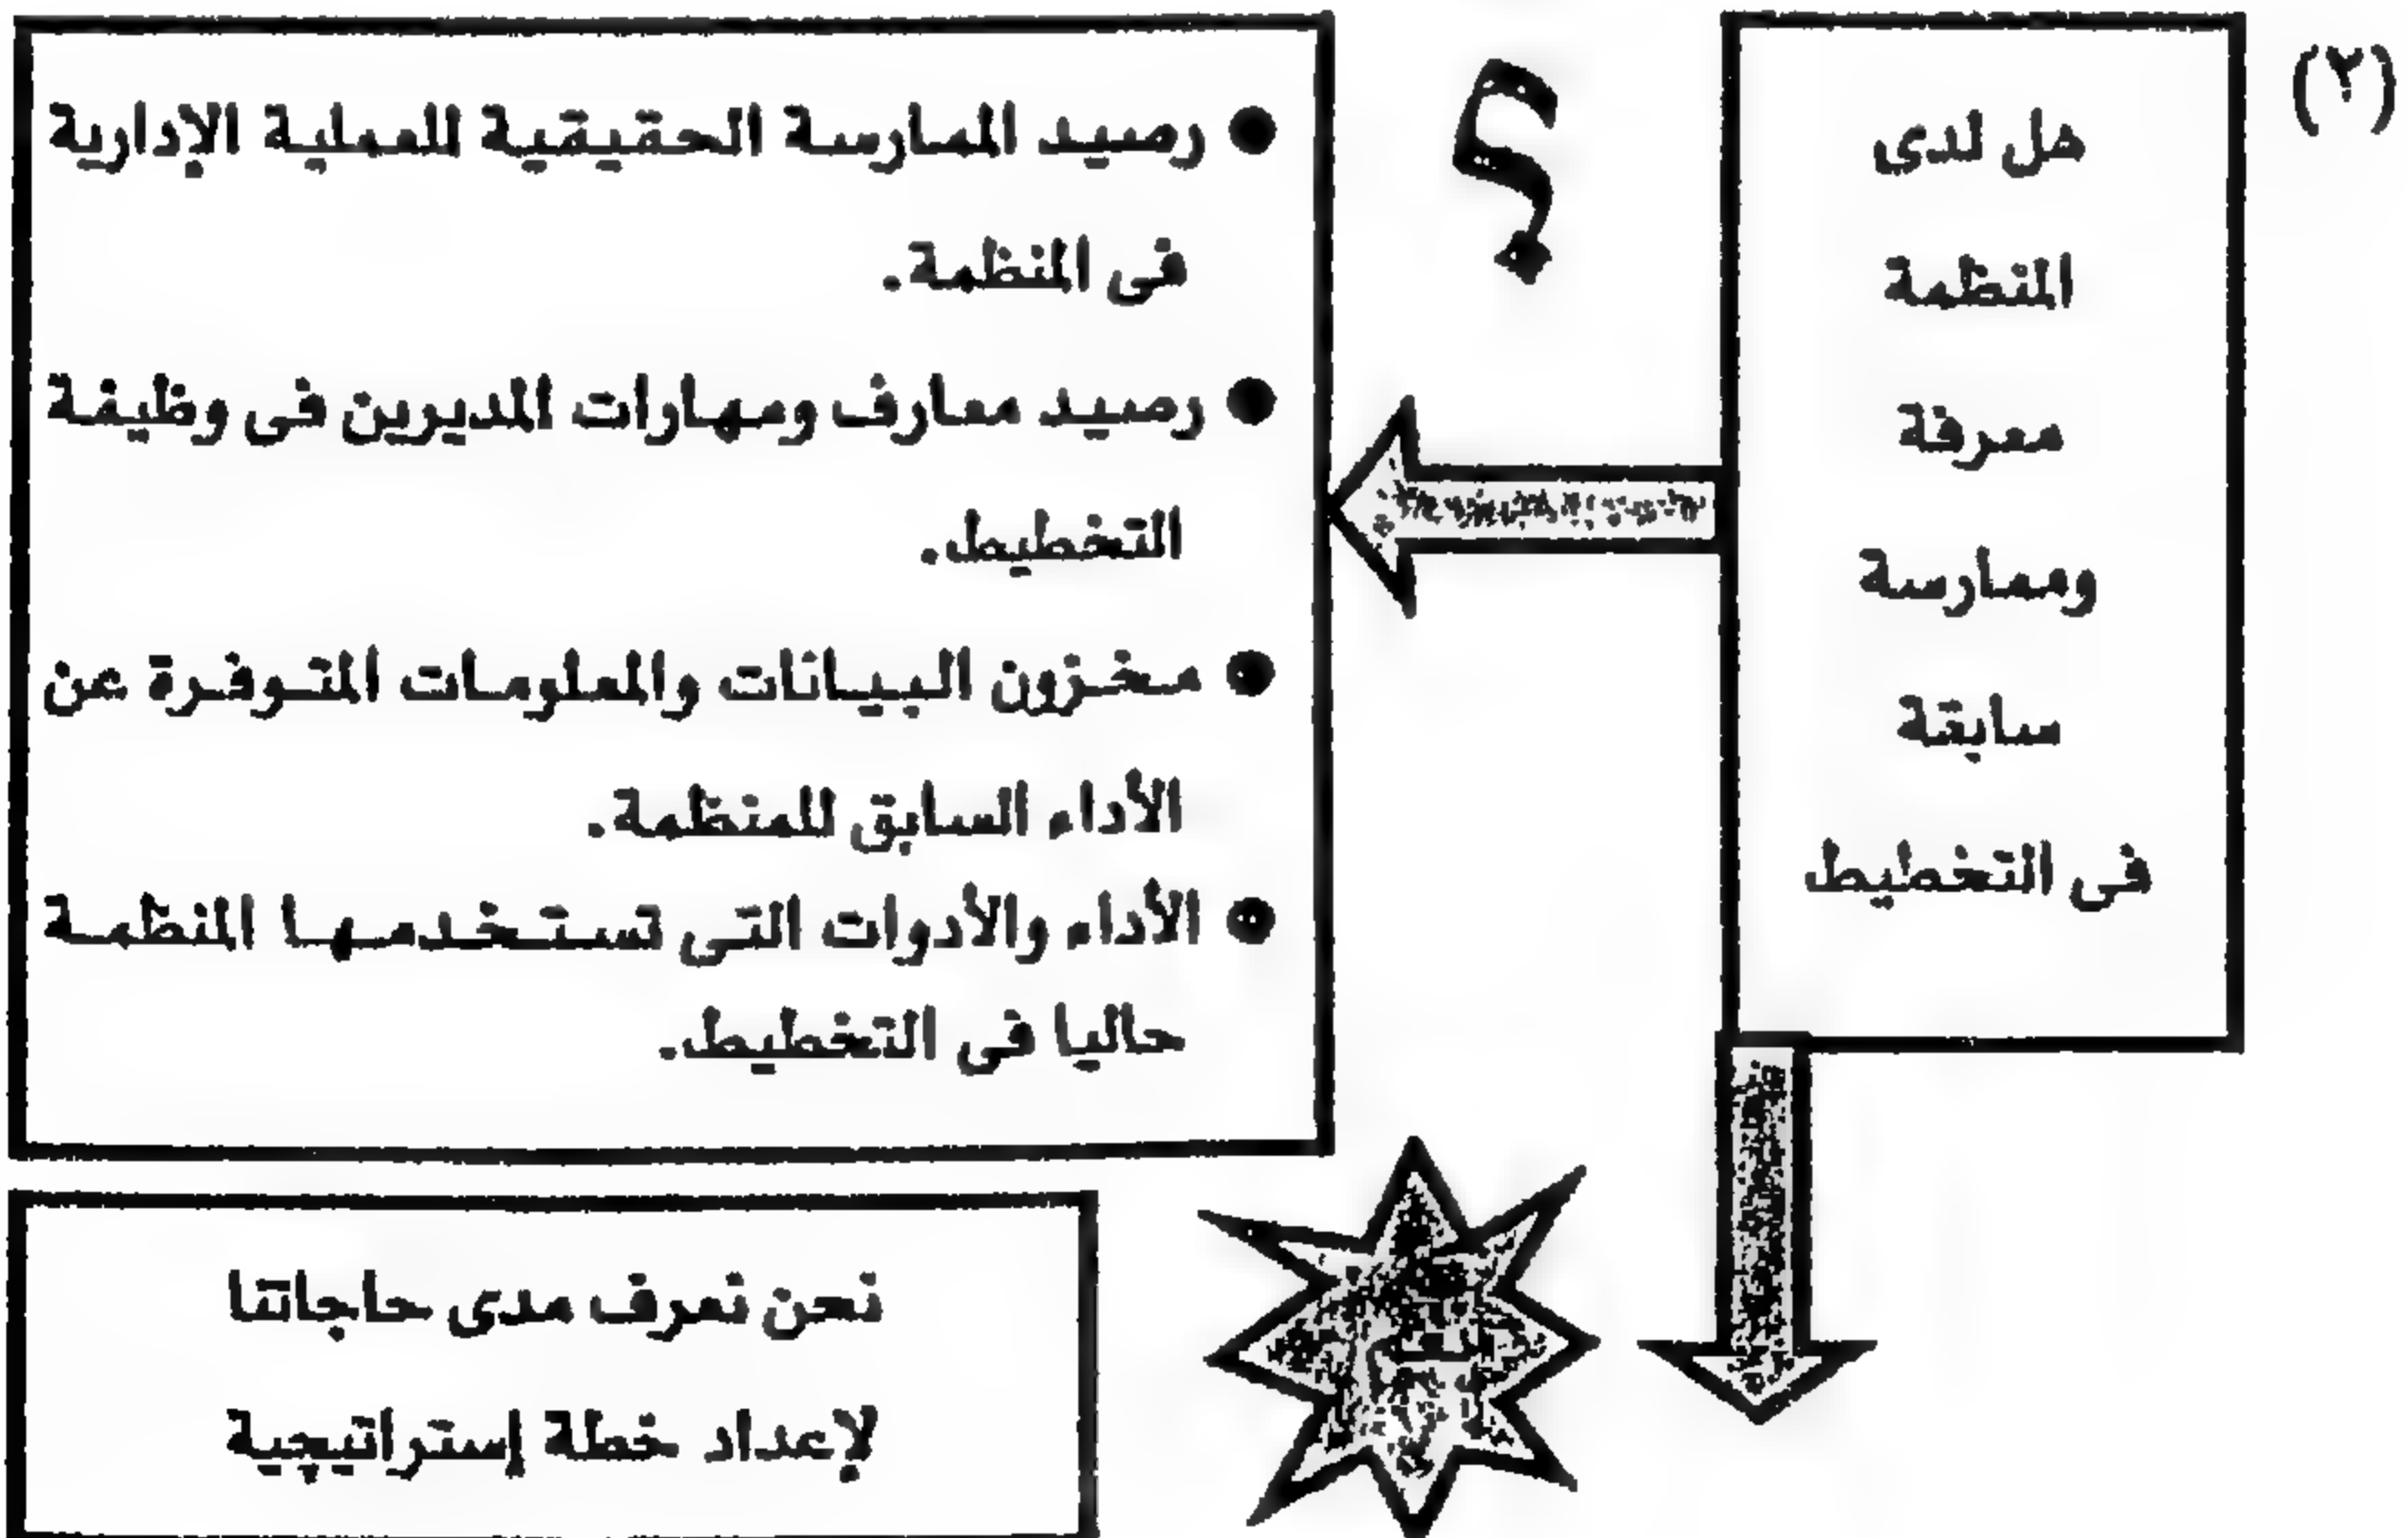 (٢)
هل لدى
المنظمة
معرفة
وممارسة
سابقة
فى التخطيط
؟
● رصيد الممارسة الحقيقية للعملية الإدارية
فى المنظمة.
● رصيد معارف ومهارات المديرين فى وظيفة
التخطيط.
● مخزون البيانات والمعلومات المتوفرة عن
الأداء السابق للمنظمة.
● الأداء والأدوات التى تستخدمها المنظمة
حاليا فى التخطيط.
نحن نعرف مدى حاجاتنا
لإعداد خطة إستراتيجية